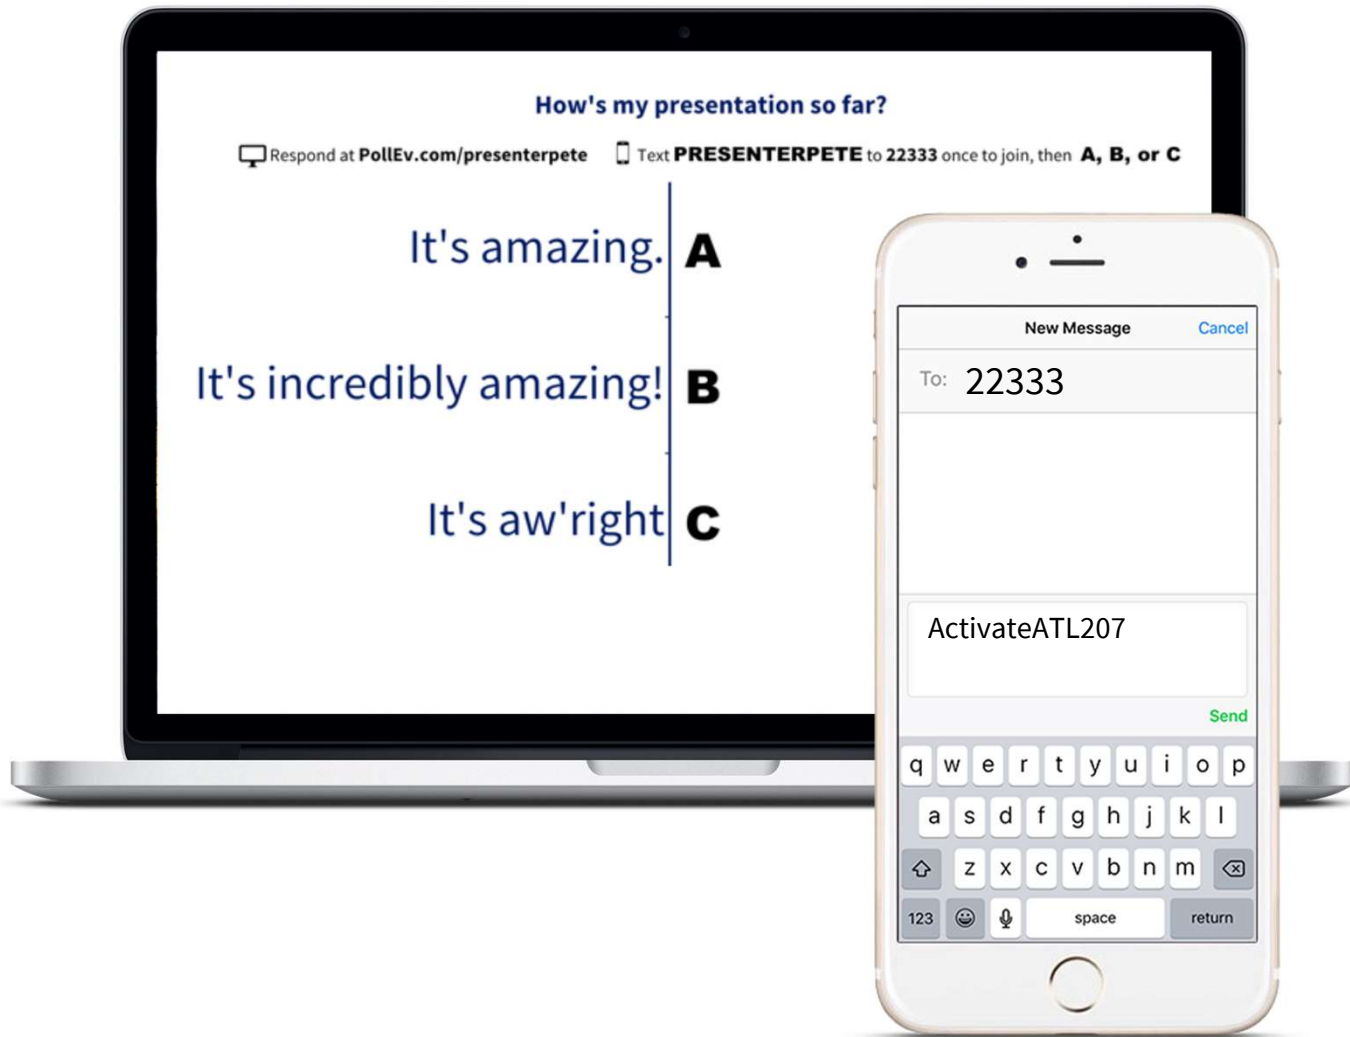 How's my presentation so far?
Respond at PollEv.com/presenterpete Text PRESENTERPETE to 22333 once to join, then A, B, or C
It's amazing. A
It's incredibly amazing! B
It's aw'right C
New Message Cancel
To: 22333
ActivateATL207
Send
q w e r t y u i o p
a s d f g h j k l
z x c v b n m
123 space return